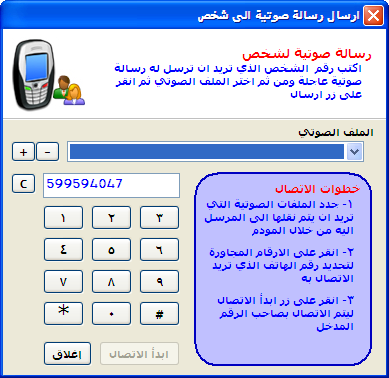 ارسال رسالة صوتية الى شخص
رسالة صوتية لشخص
اكتب رقم الشخص الذي تريد ان ترسل له رسالة
صوتية عاجلة ومن ثم اختر الملف الصوتي ثم انقر
على زر ارسال
الملف الصوتي
+ -
C 599594047
١ ٢ ٣
٤ ٥ ٦
٧ ٨ ٩
* ٠ #
خطوات الاتصال
١- حدد الملفات الصوتية التي
تريد ان يتم نقلها الى المرسل
اليه من خلال المودم
٢- انقر على الارقام المجاورة
لتحديد رقم الهاتف الذي تريد
الاتصال به
٣- انقر على زر ابدأ الاتصال
ليتم الاتصال بصاحب الرقم
المدخل
اغلاق
ابدأ الاتصال